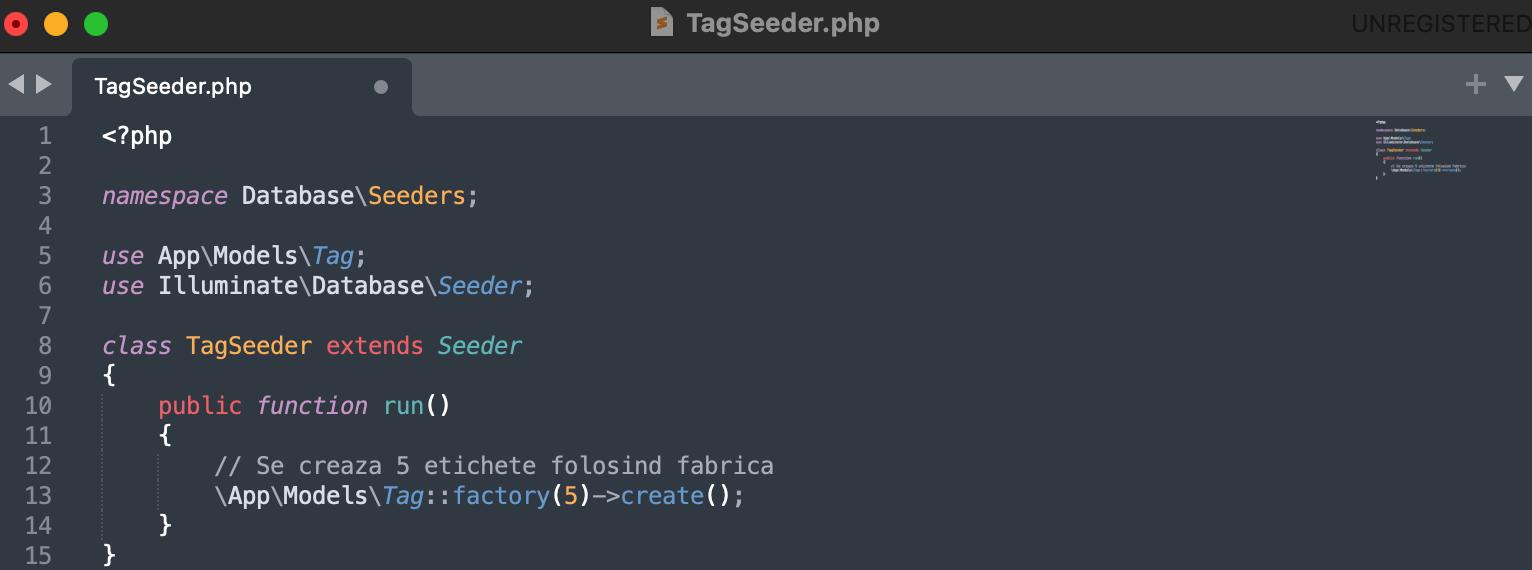 TagSeeder.php
UNREGISTERED
TagSeeder.php
1 <?php
2
3 namespace Database\Seeders;
4
5 use App\Models\Tag;
6 use Illuminate\Database\Seeder;
7
8 class TagSeeder extends Seeder
9 {
10     public function run()
11     {
12         // Se creaza 5 etichete folosind fabrica
13         \App\Models\Tag::factory(5)->create();
14     }
15 }